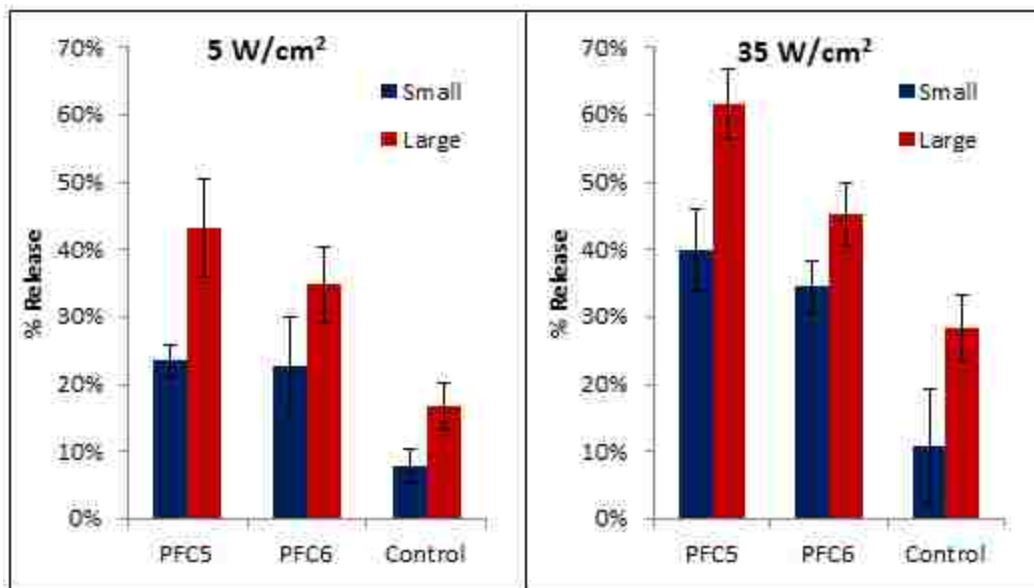 5 W/cm²
% Release
70%
60%
50%
40%
30%
20%
10%
0%
Small
Large
PFC5 PFC6 Control
35 W/cm²
% Release
70%
60%
50%
40%
30%
20%
10%
0%
Small
Large
PFC5 PFC6 Control